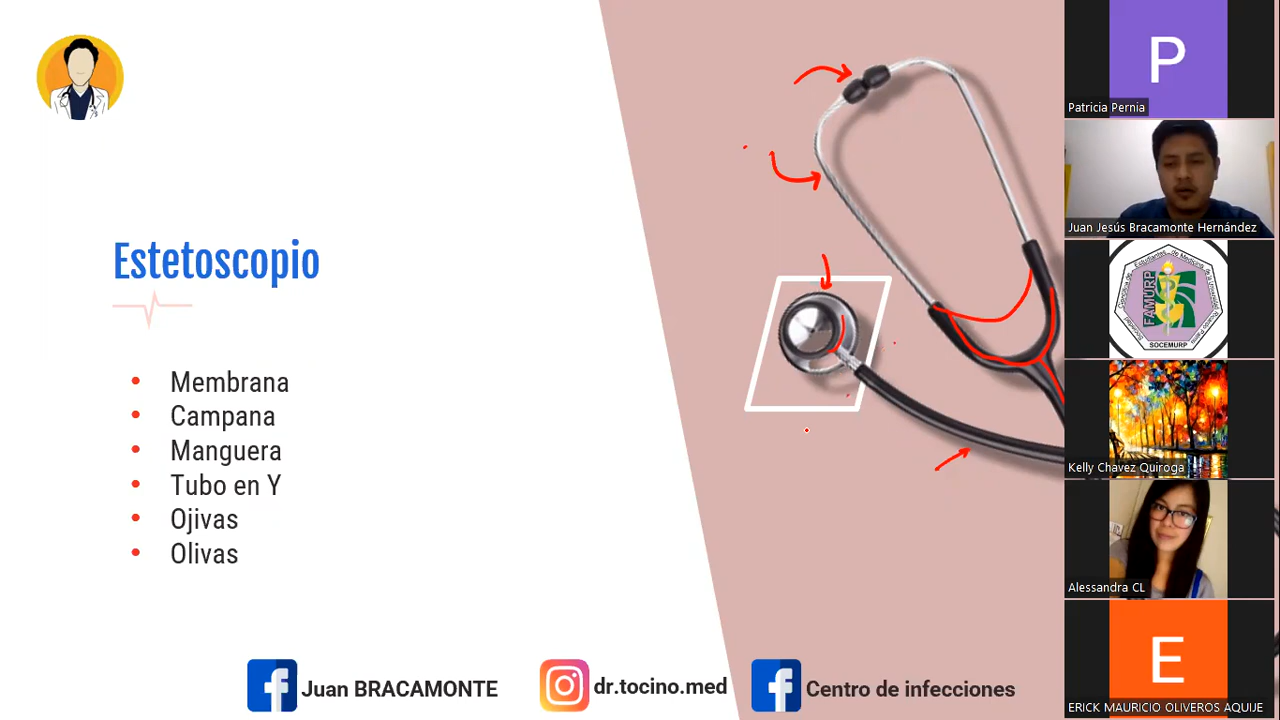 Estetoscopio
• Membrana
• Campana
• Manguera
• Tubo en Y
• Ojivas
• Olivas
Juan BRACAMONTE
dr.tocino.med
Centro de infecciones
P
Patricia Pernia
Juan Jesús Bracamonte Hernández
FAMURP
SOCEMURP
Kelly Chavez Quiroga
Alessandra CL
E
ERICK MAURICIO OLIVEROS AQUIJE